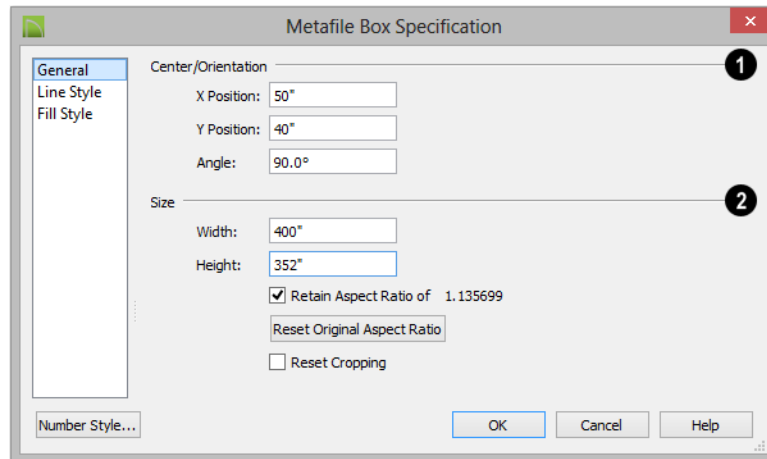 Metafile Box Specification
General
Line Style
Fill Style
Center/Orientation
1
X Position: 50"
Y Position: 40"
Angle: 90.0°
Size
2
Width: 400"
Height: 352"
Retain Aspect Ratio of 1.135699
Reset Original Aspect Ratio
Reset Cropping
Number Style...
OK
Cancel
Help